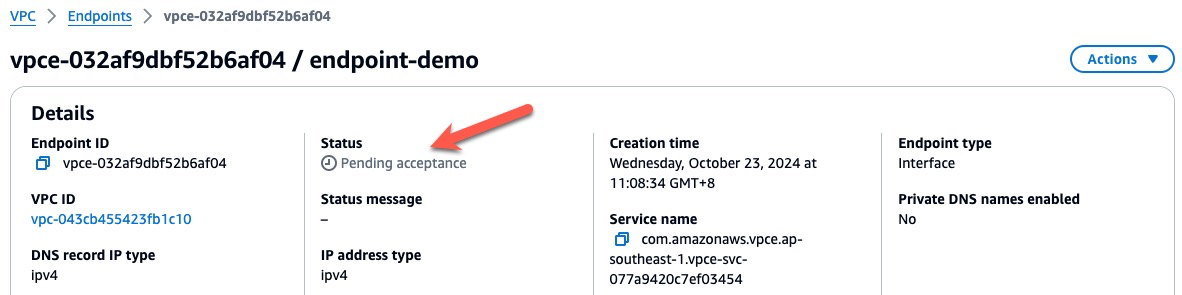 VPC > Endpoints > vpce-032af9dbf52b6af04
vpce-032af9dbf52b6af04 / endpoint-demo
Actions
Details
Endpoint ID
vpce-032af9dbf52b6af04
VPC ID
vpc-043cb455423fb1c10
DNS record IP type
ipv4
Status
Pending acceptance
Status message
–
IP address type
ipv4
Creation time
Wednesday, October 23, 2024 at
11:08:34 GMT+8
Service name
com.amazonaws.vpce.ap-
southeast-1.vpce-svc-
077a9420c7ef03454
Endpoint type
Interface
Private DNS names enabled
No